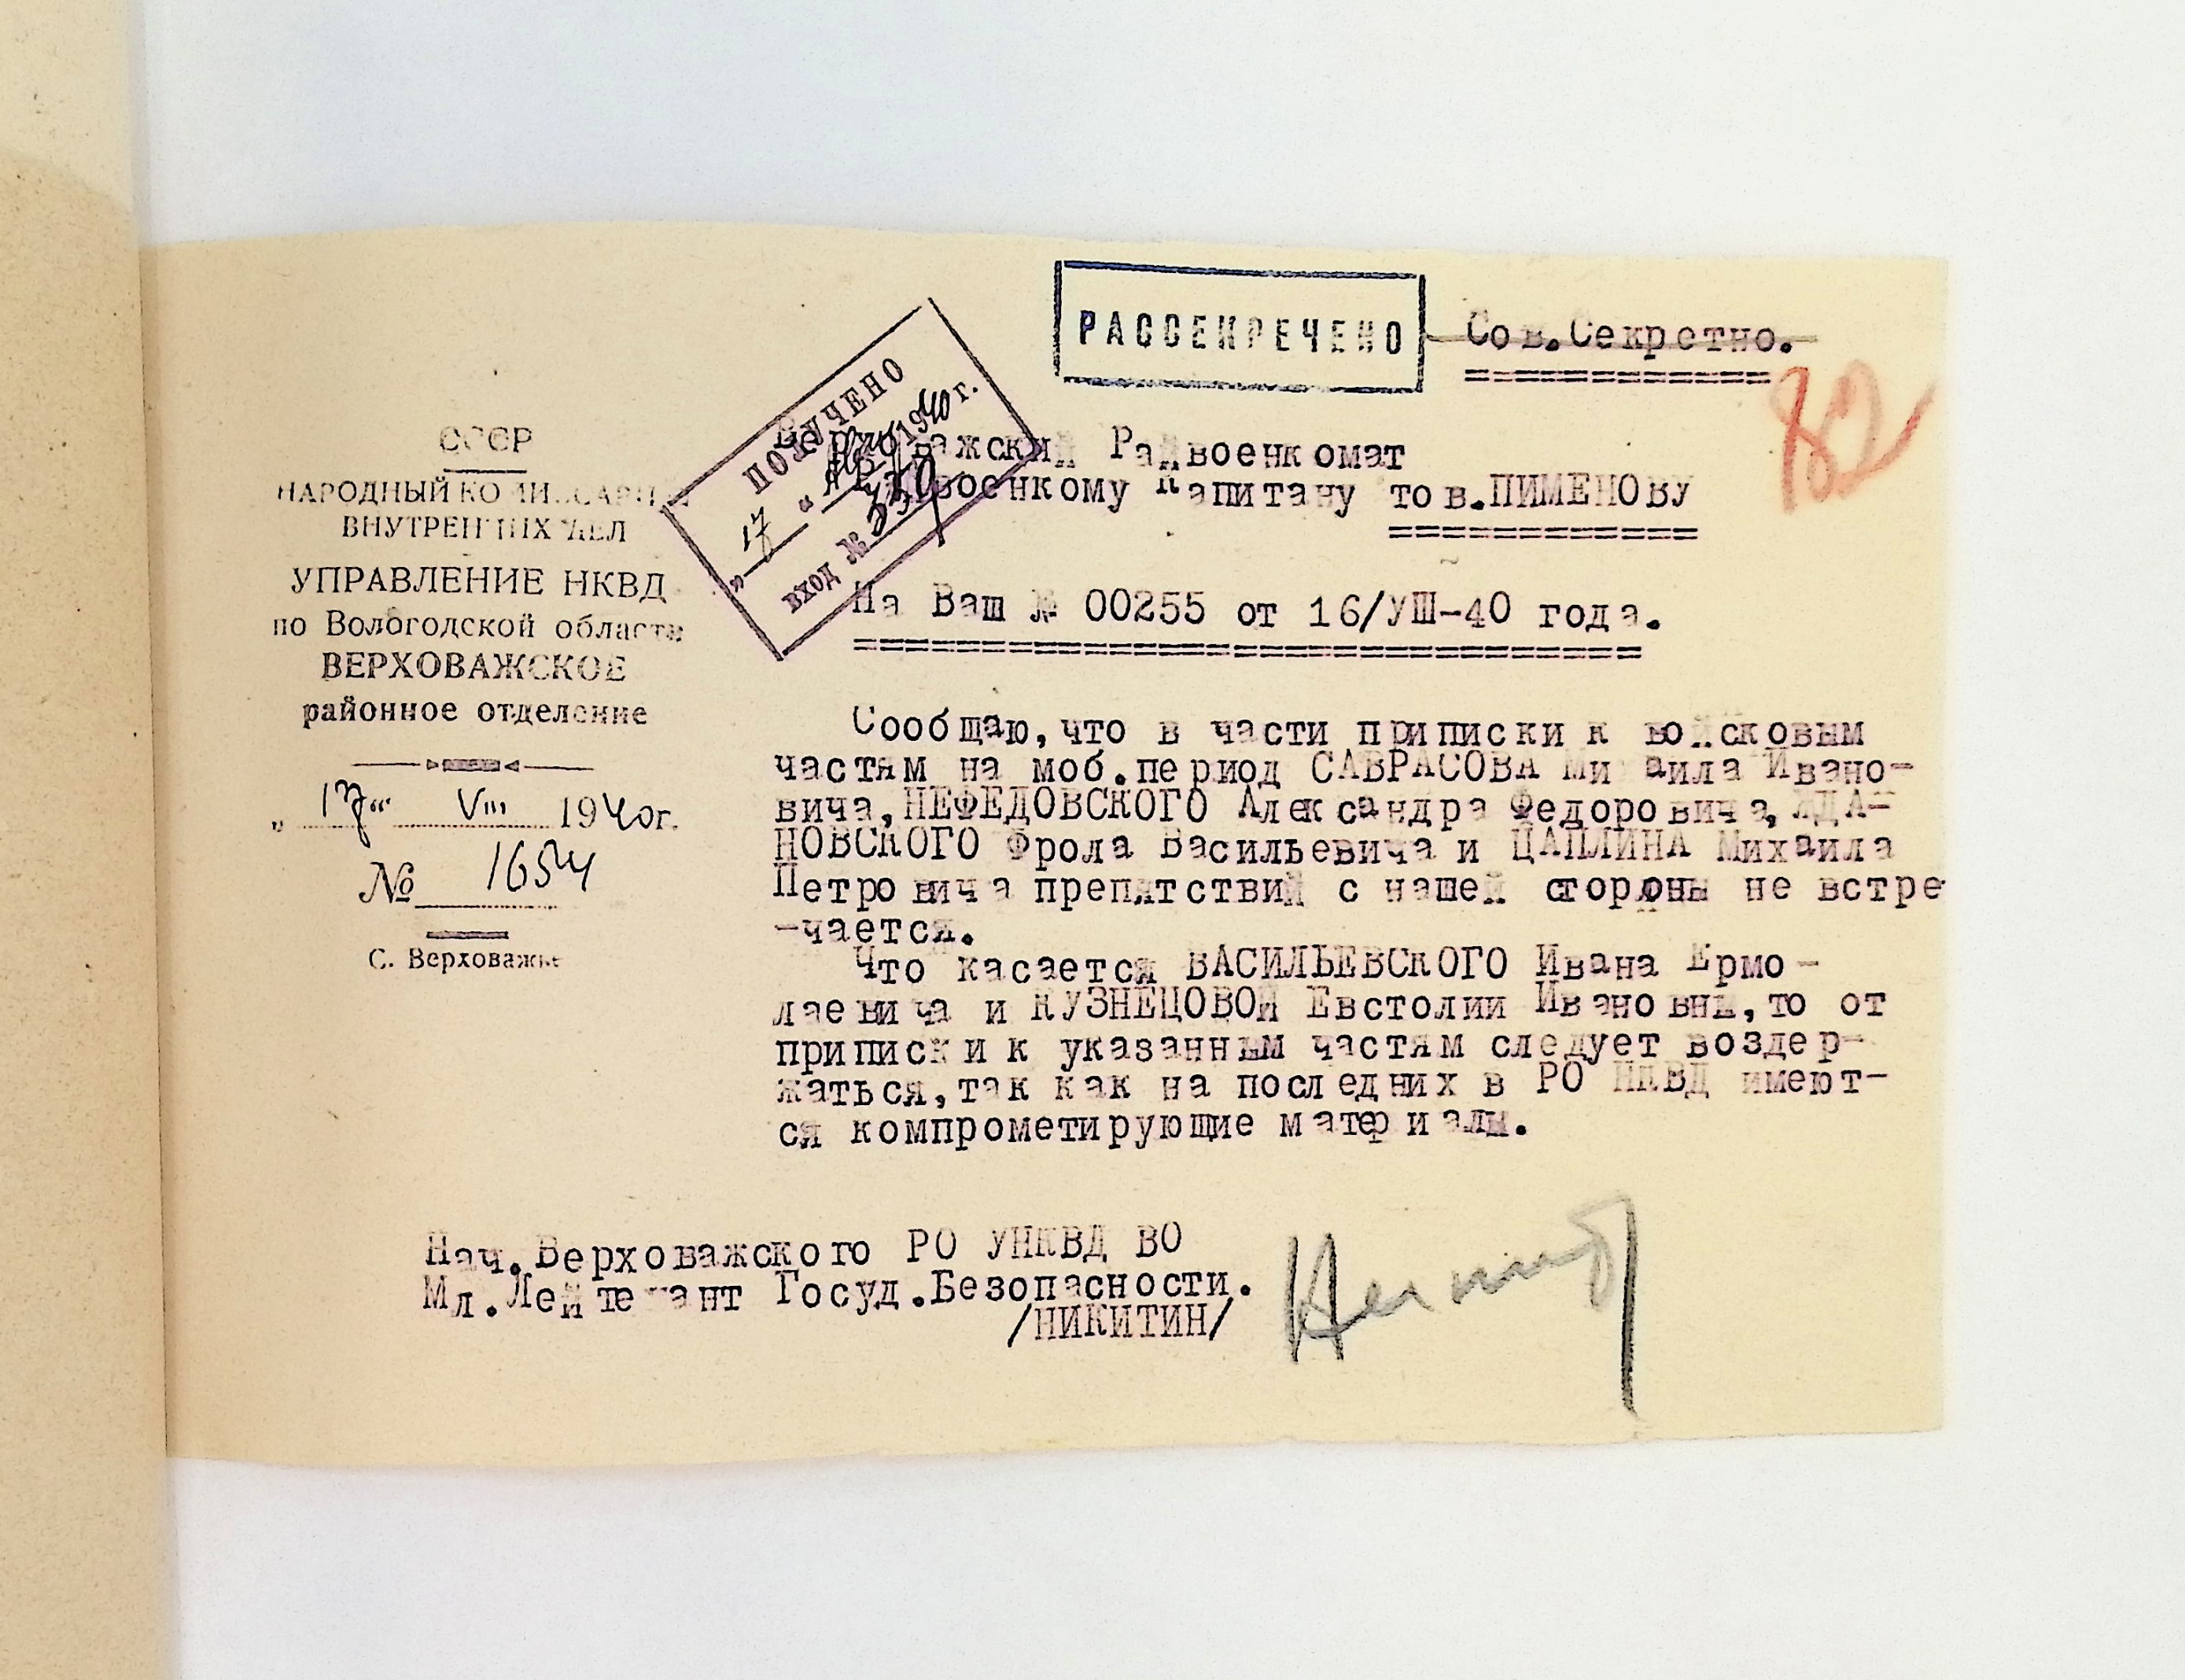 РАССЕКРЕЧЕНО
Сов.Секретно.
82
ПОЛУЧЕНО
17
1940 г.
ВХОД №
СССР
НАРОДНЫЙ КОМИССАРИАТ
ВНУТРЕННИХ ДЕЛ
УПРАВЛЕНИЕ НКВД
по Вологодской области
ВЕРХОВАЖСКОЕ
районное отделение
„17“ VIII 1940г.
№ 1654
С. Верховажье
Верховажский Райвоенкомат
Райвоенкому Капитану тов.ПИМЕНОВУ
На Ваш № 00255 от 16/УШ-40 года.
Сообщаю,что в части приписки к войсковым
частям на моб.период САВРАСОВА Михаила Ивано-
вича,НЕФЕДОВСКОГО Александра Федоровича,
НОВСКОГО Фрола Васильевича и ЦАПЛИНА Михаила
Петровича препятствий с нашей стороны не встре
-чается.
Что касается ВАСИЛЬЕВСКОГО Ивана Ермо-
лаевича и КУЗНЕЦОВОЙ Евстолии Ивановны,то от
приписки к указанным частям следует воздер-
жаться,так как на последних в РО НКВД имеют-
ся компрометирующие материалы.
Нач.Верховажского РО УНКВД ВО
Мл.Лейтенант Госуд.Безопасности.
/НИКИТИН/